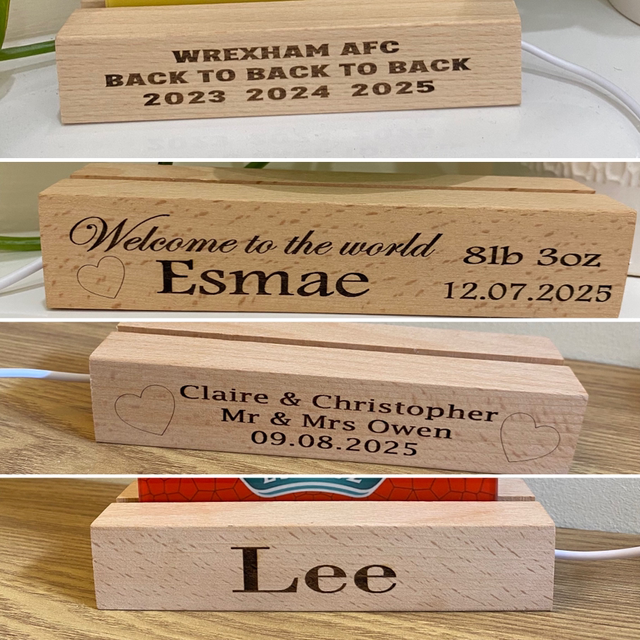 WREXHAM AFC
BACK TO BACK TO BACK
2023 2024 2025
Welcome to the world
Esmae
8lb 3oz
12.07.2025
Claire & Christopher
Mr & Mrs Owen
09.08.2025
Lee